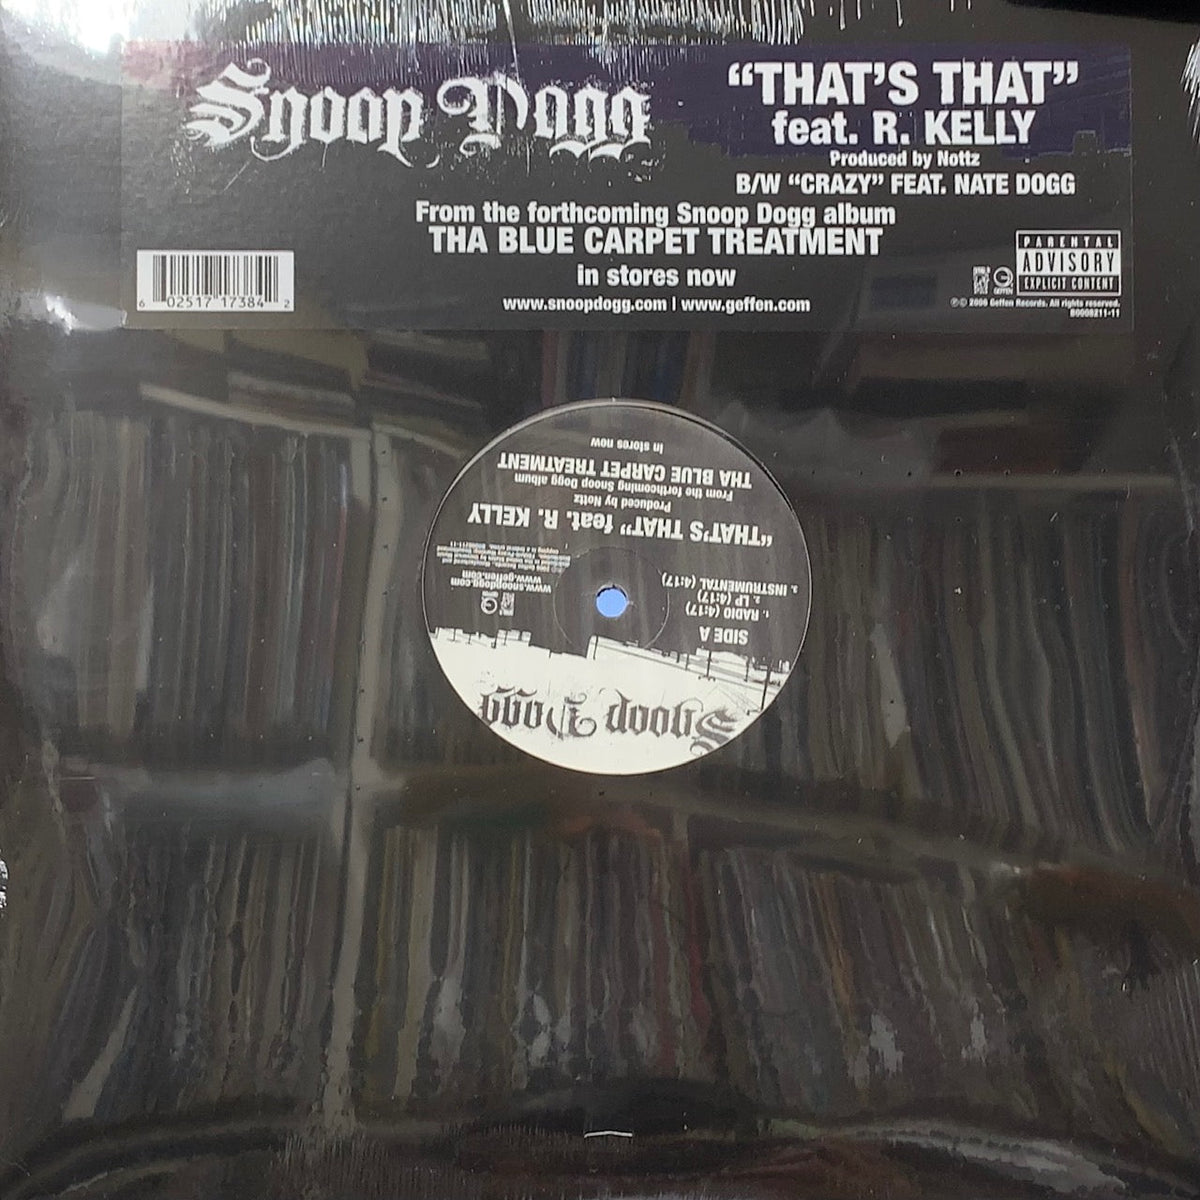 Snoop Dogg
“THAT’S THAT”
feat. R. KELLY
Produced by Nottz
B/W “CRAZY” FEAT. NATE DOGG
From the forthcoming Snoop Dogg album
THA BLUE CARPET TREATMENT
in stores now
www.snoopdogg.com | www.geffen.com
6 02517 17384 2
PARENTAL
ADVISORY
EXPLICIT CONTENT
GEFFEN
℗© 2006 Geffen Records. All rights reserved.
B0008211-11
Snoop Dogg
SIDE A
1. RADIO (4:17)
2. LP (4:17)
3. INSTRUMENTAL (4:17)
www.snoopdogg.com
www.geffen.com
“THAT’S THAT” feat. R. KELLY
Produced by Nottz
From the forthcoming Snoop Dogg album
THA BLUE CARPET TREATMENT
In stores now